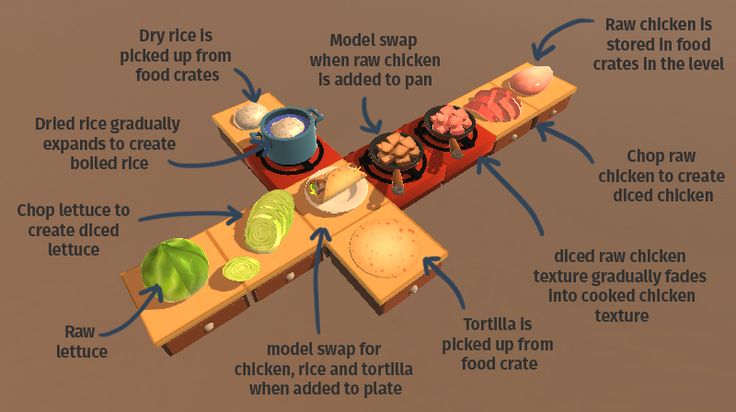 Dry rice is
picked up from
food crates
Model swap
when raw chicken
is added to pan
Raw chicken is
stored in food
crates in the level
Dried rice gradually
expands to create
boiled rice
Chop raw
chicken to create
diced chicken
Chop lettuce to
create diced
lettuce
diced raw chicken
texture gradually fades
into cooked chicken
texture
Raw
lettuce
model swap for
chicken, rice and tortilla
when added to plate
Tortilla is
picked up from
food crate